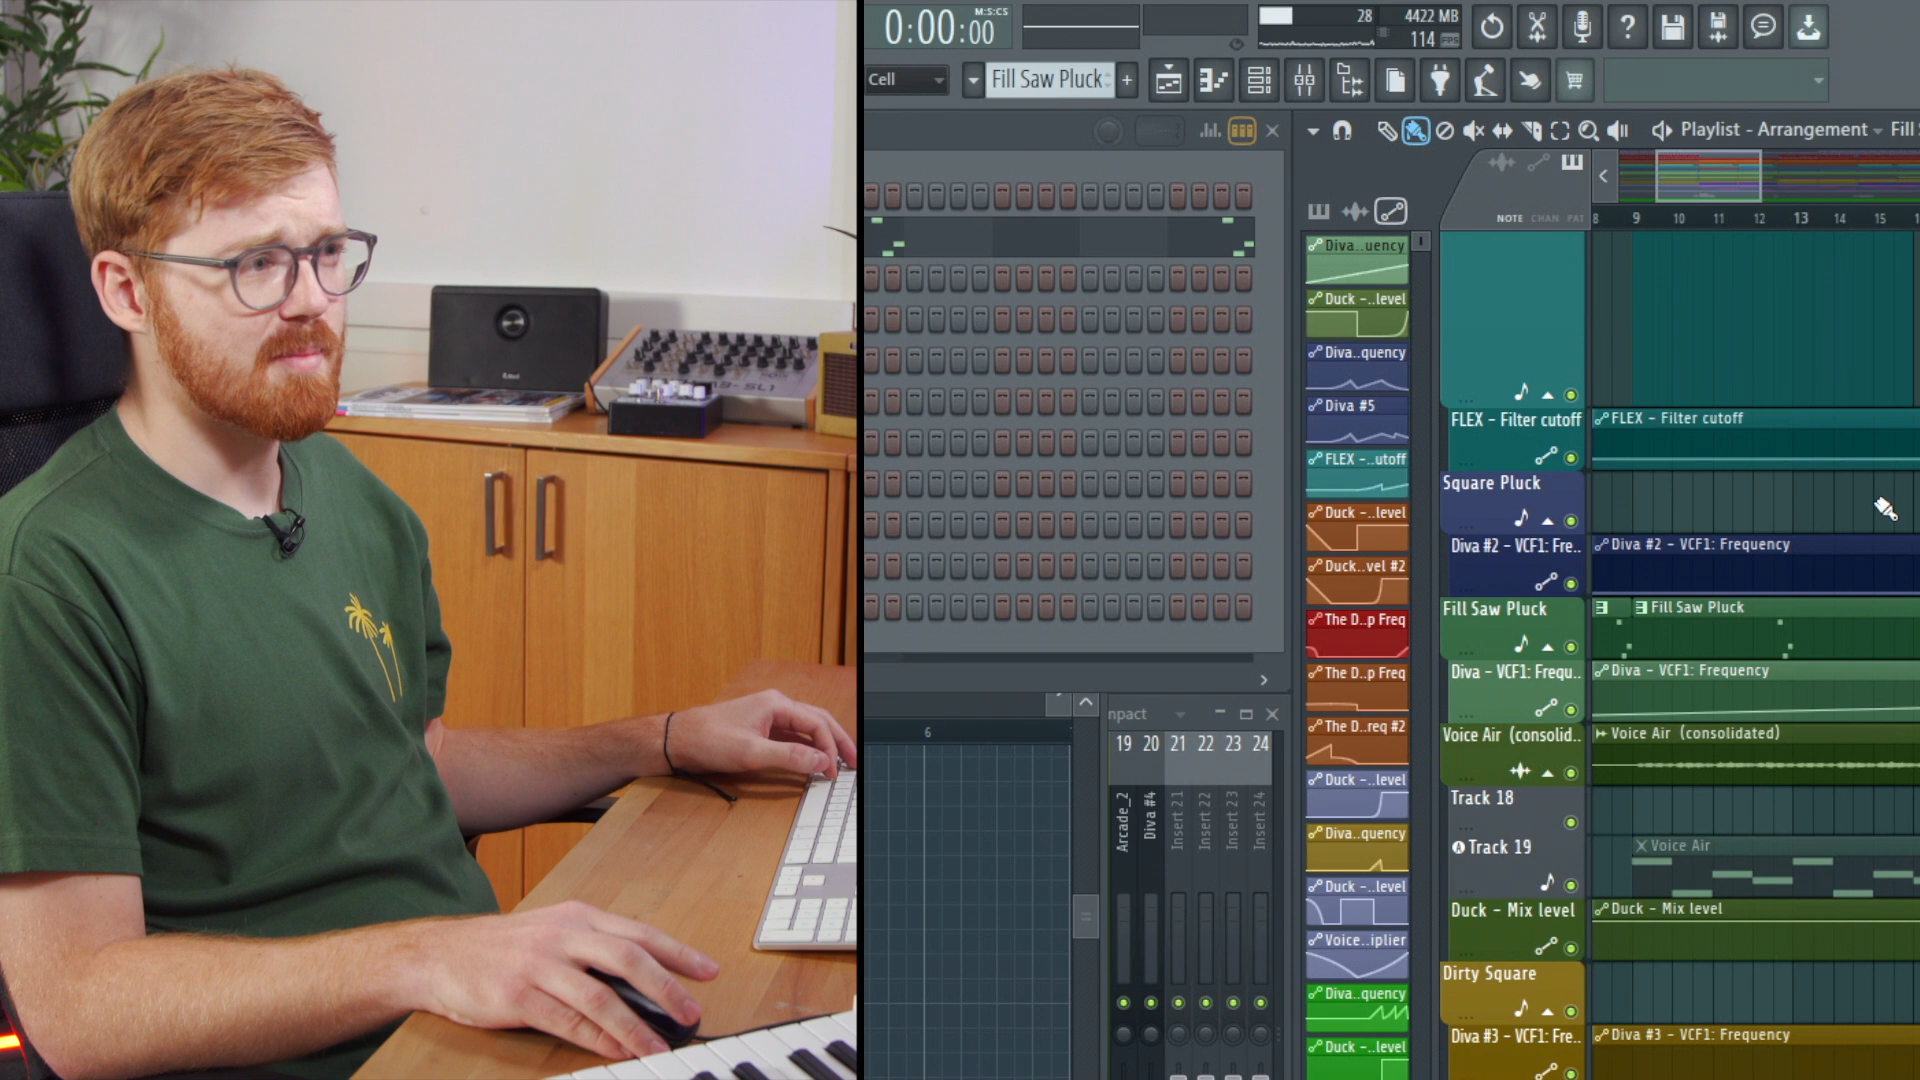 0:00:00
M:S:CS
28
4422 MB
114
Cell
Fill Saw Pluck
+
?
Playlist - Arrangement
Fill
NOTE CHAN PAT
8 9 10 11 12 13 14 15
Diva..uency
Duck -..level
Diva..quency
Diva #5
FLEX -..utoff
Duck -..level
Duck..vel #2
The D..p Freq
The D..p Freq
The D..req #2
Duck -..level
Diva..quency
Duck -..level
Voice..iplier
Diva..quency
Duck -..level
FLEX - Filter cutoff
FLEX - Filter cutoff
Square Pluck
Diva #2 - VCF1: Fre..
Diva #2 - VCF1: Frequency
Fill Saw Pluck
Fill Saw Pluck
Diva - VCF1: Frequ..
Diva - VCF1: Frequency
Voice Air (consolid..
Voice Air (consolidated)
Track 18
Track 19
Voice Air
Duck - Mix level
Duck - Mix level
Dirty Square
Diva #3 - VCF1: Fre..
Diva #3 - VCF1: Frequency
6
npact
19 20 21 22 23 24
Arcade_2
Diva #4
Insert 21
Insert 22
Insert 23
Insert 24